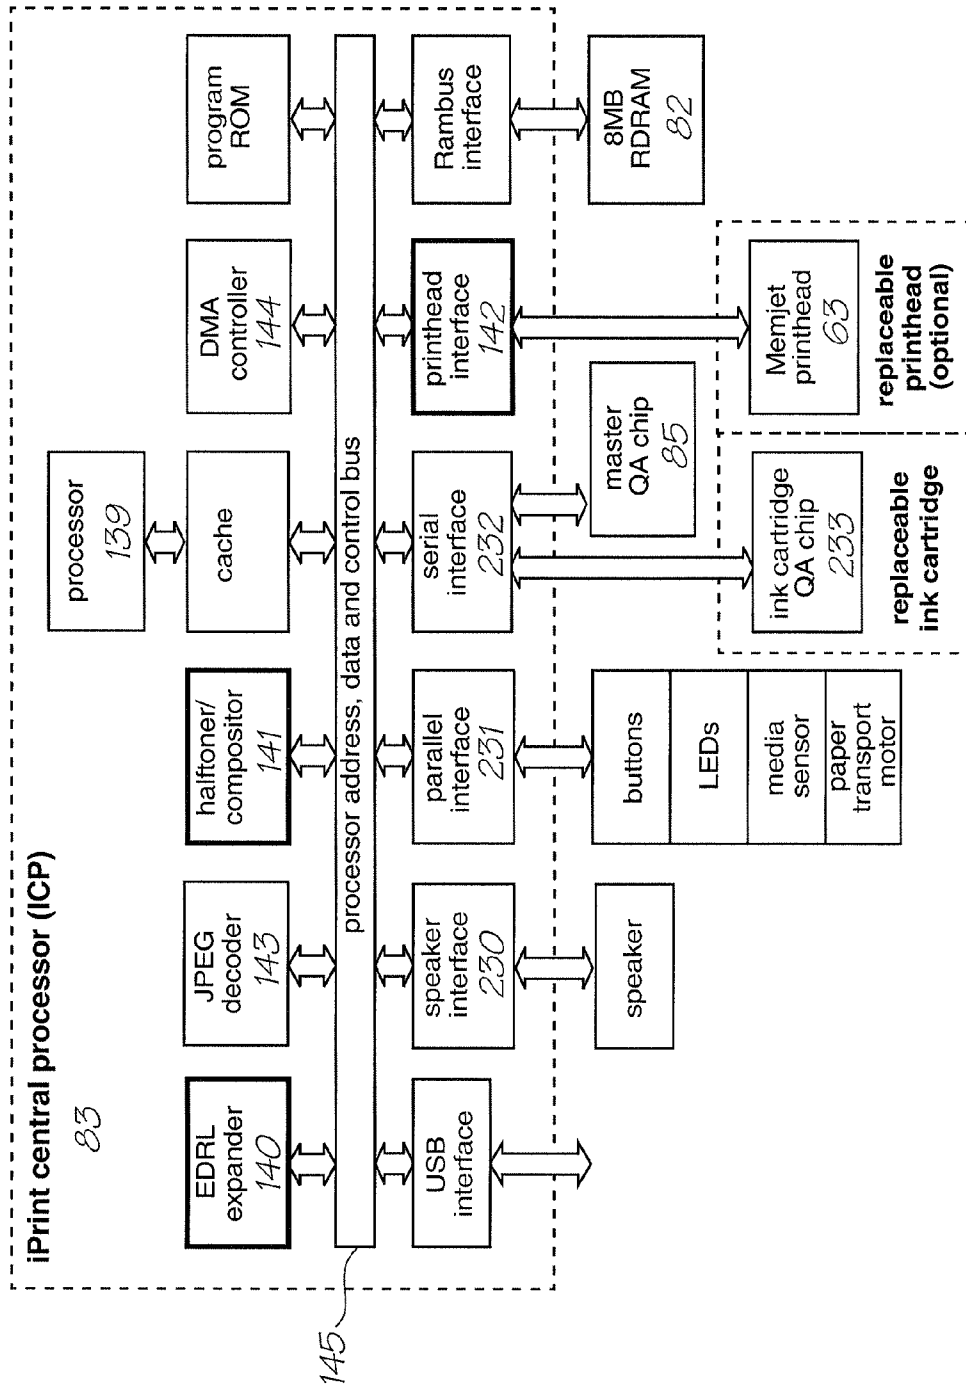 iPrint central processor (ICP)
83
processor
139
EDRL
expander
140
JPEG
decoder
143
halftoner/
compositor
141
cache
DMA
controller
144
program
ROM
processor address, data and control bus
145
USB
interface
speaker
interface
230
parallel
interface
231
serial
interface
232
printhead
interface
142
Rambus
interface
speaker
buttons
LEDs
media
sensor
paper
transport
motor
master
QA chip
85
8MB
RDRAM
82
ink cartridge
QA chip
233
replaceable
ink cartridge
Memjet
printhead
63
replaceable
printhead
(optional)